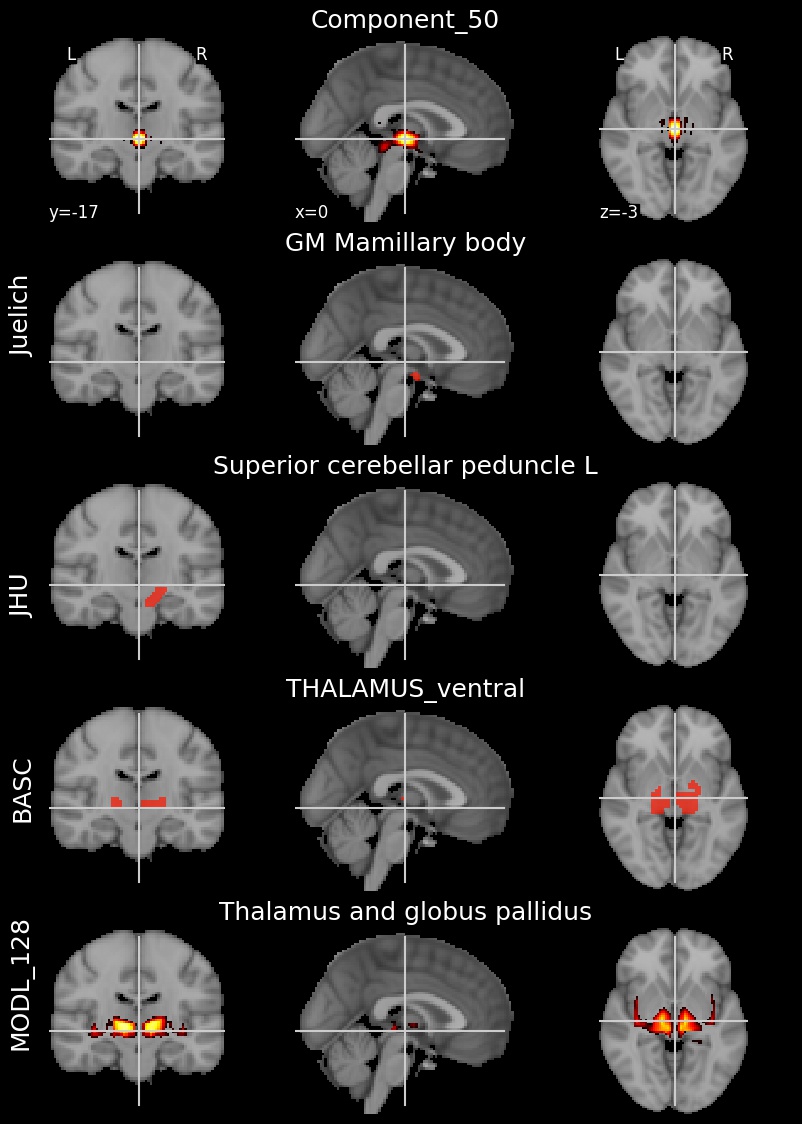 Component_50
L
R
L
R
y=-17
x=0
z=-3
GM Mamillary body
Juelich
Superior cerebellar peduncle L
JHU
THALAMUS_ventral
BASC
Thalamus and globus pallidus
MODL_128